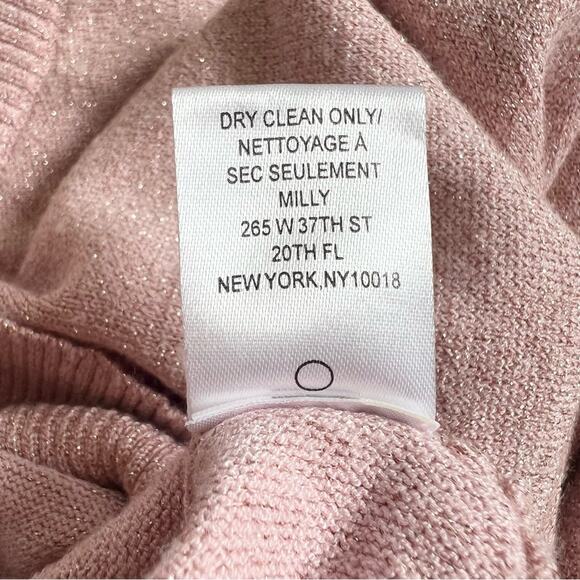 DRY CLEAN ONLY/
NETTOYAGE À
SEC SEULEMENT
MILLY
265 W 37TH ST
20TH FL
NEW YORK,NY10018